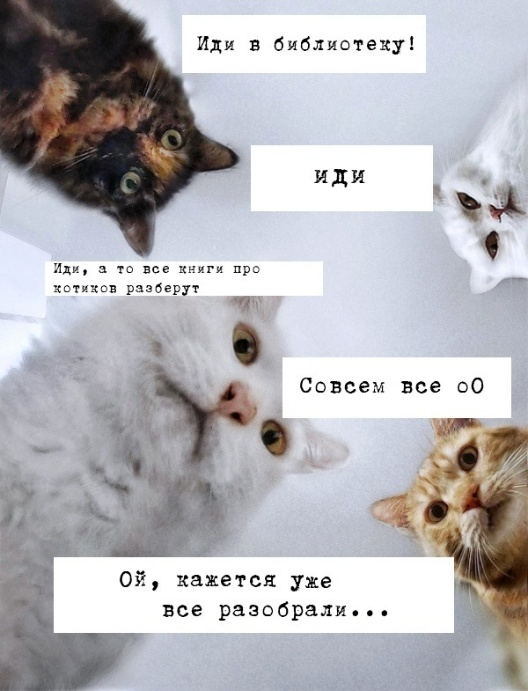 Иди в библиотеку!
иди
Иди, а то все книги про
котиков разберут
Совсем все оО
Ой, кажется уже
все разобрали...